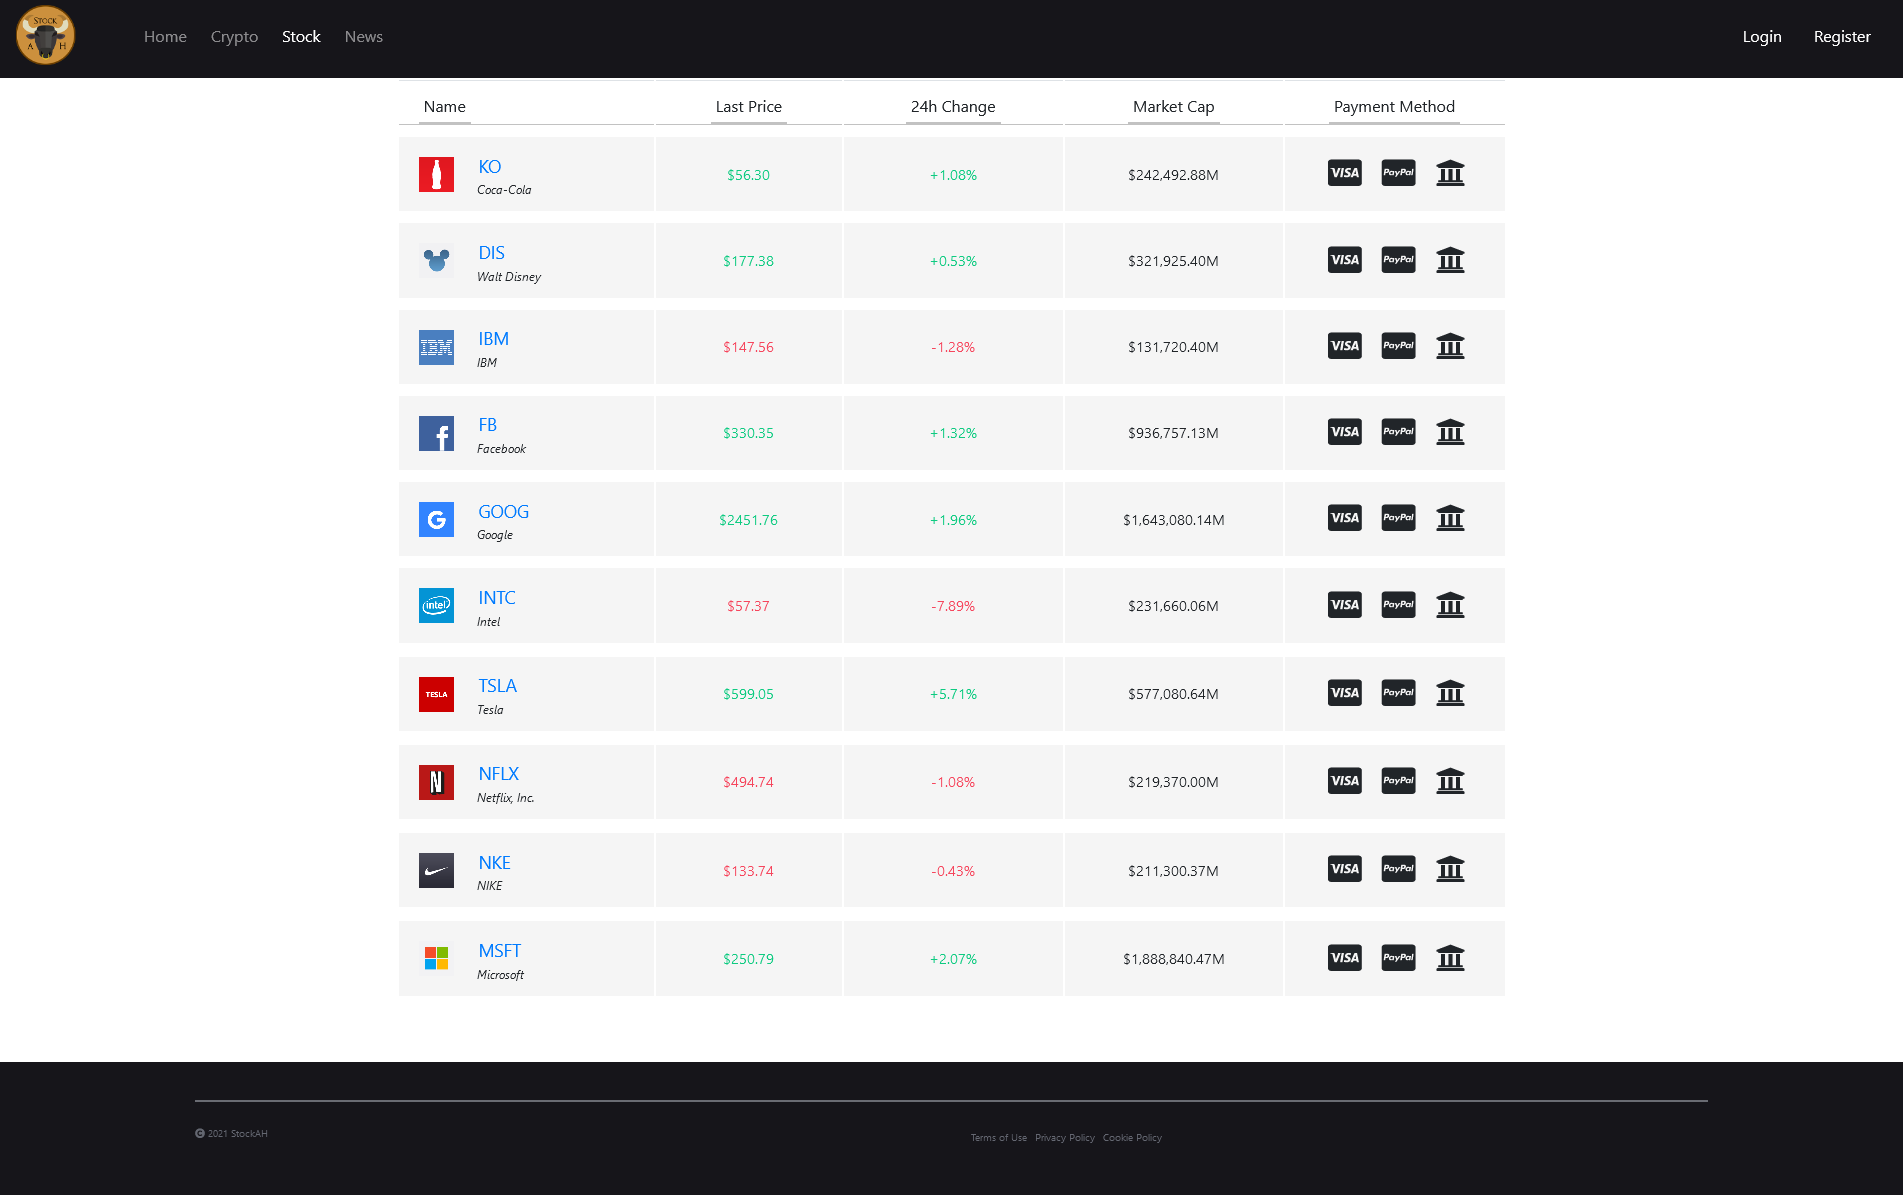 STOCK
A H
Home Crypto Stock News Login Register
Name Last Price 24h Change Market Cap Payment Method
KO
Coca-Cola
$56.30 +1.08% $242,492.88M VISA PayPal
DIS
Walt Disney
$177.38 +0.53% $321,925.40M VISA PayPal
IBM
IBM
IBM
$147.56 -1.28% $131,720.40M VISA PayPal
f
FB
Facebook
$330.35 +1.32% $936,757.13M VISA PayPal
G
GOOG
Google
$2451.76 +1.96% $1,643,080.14M VISA PayPal
intel
INTC
Intel
$57.37 -7.89% $231,660.06M VISA PayPal
TESLA
TSLA
Tesla
$599.05 +5.71% $577,080.64M VISA PayPal
N
NFLX
Netflix, Inc.
$494.74 -1.08% $219,370.00M VISA PayPal
NKE
NIKE
$133.74 -0.43% $211,300.37M VISA PayPal
MSFT
Microsoft
$250.79 +2.07% $1,888,840.47M VISA PayPal
© 2021 StockAH
Terms of Use Privacy Policy Cookie Policy